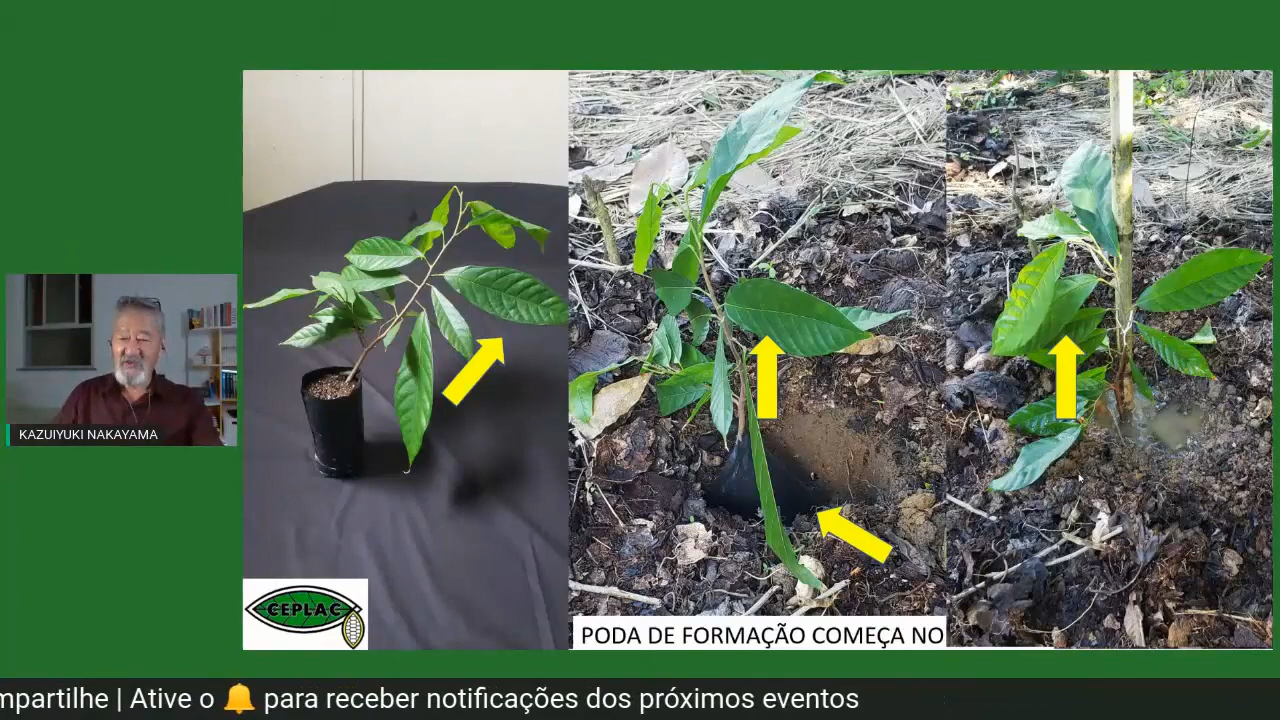 KAZUIYUKI NAKAYAMA
CEPLAC
PODA DE FORMAÇÃO COMEÇA NO
mpartilhe | Ative o 🔔 para receber notificações dos próximos eventos